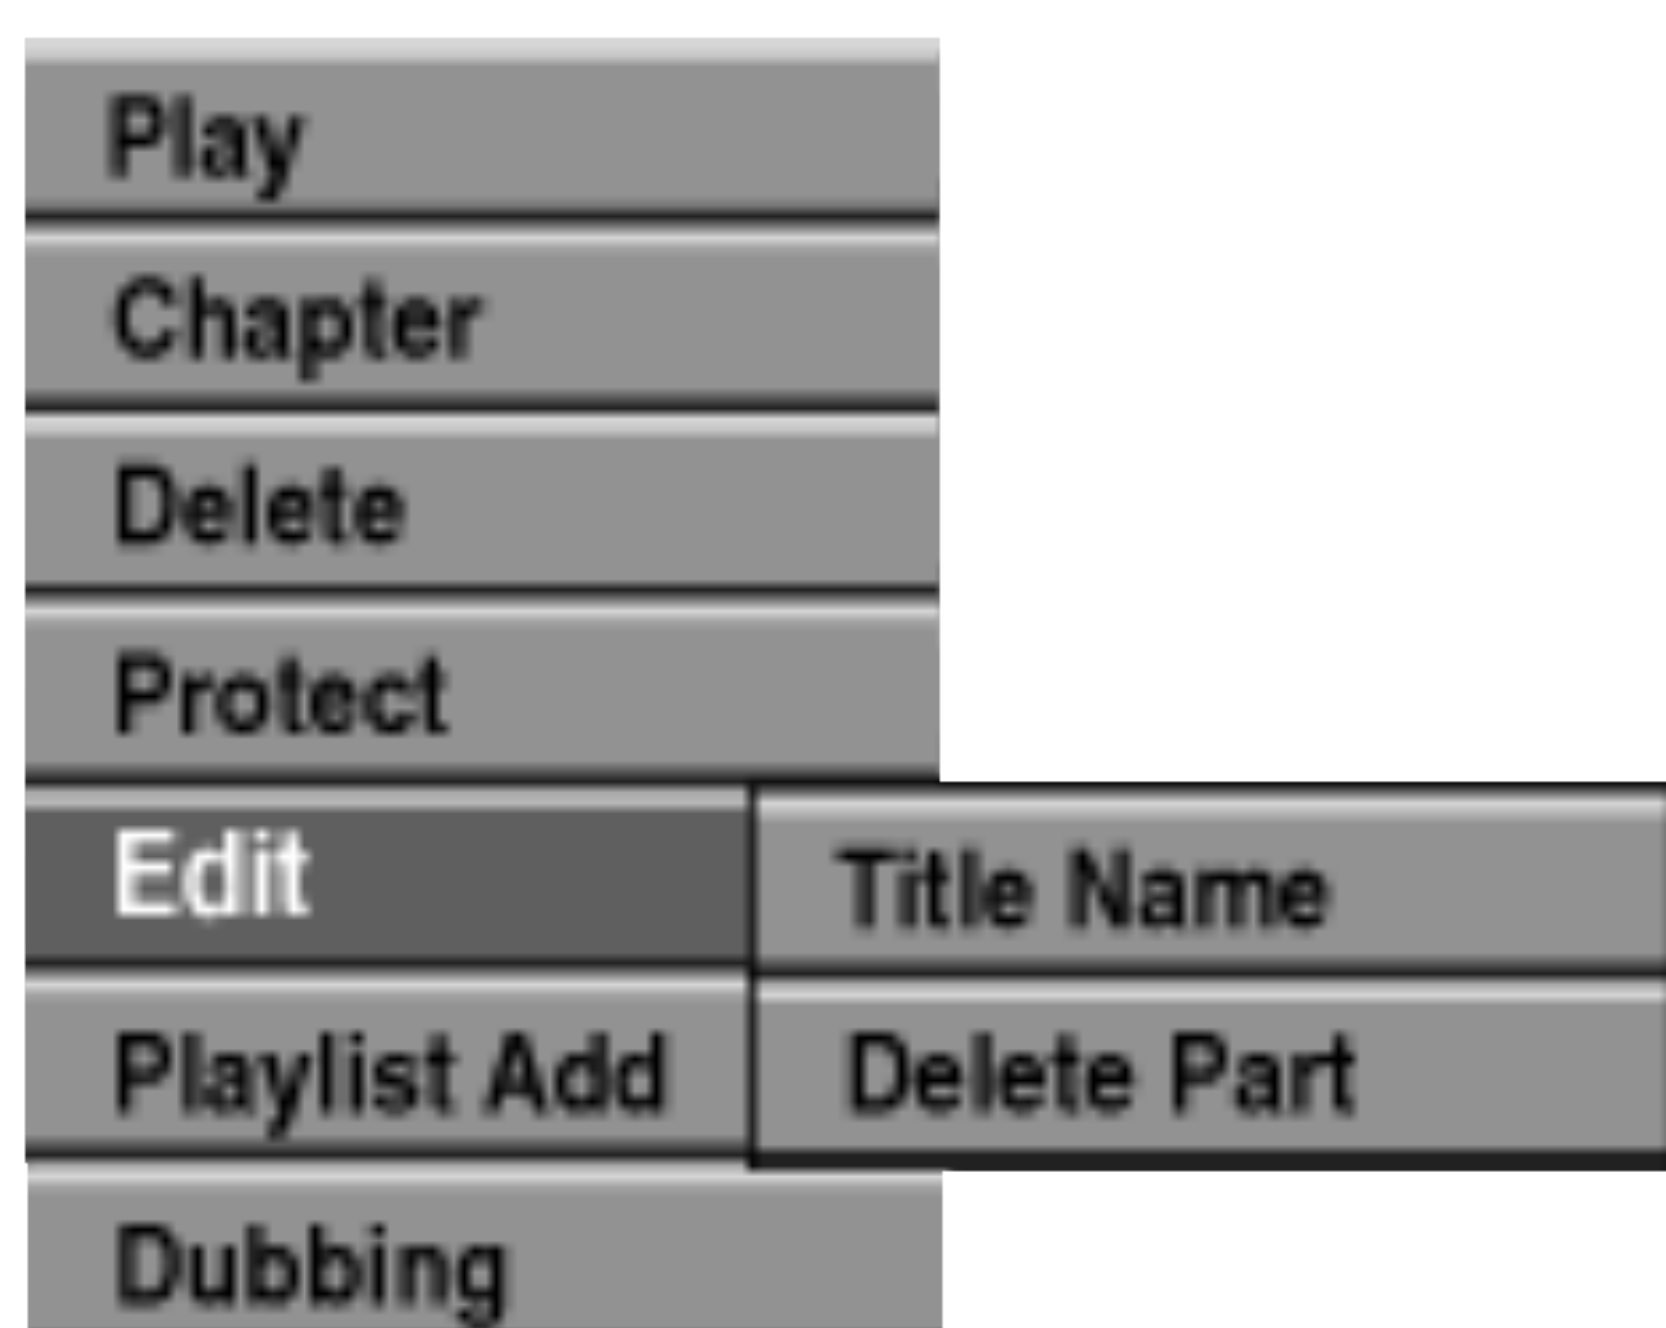 Play
Chapter
Delete
Protect
Edit
Title Name
Playlist Add
Delete Part
Dubbing